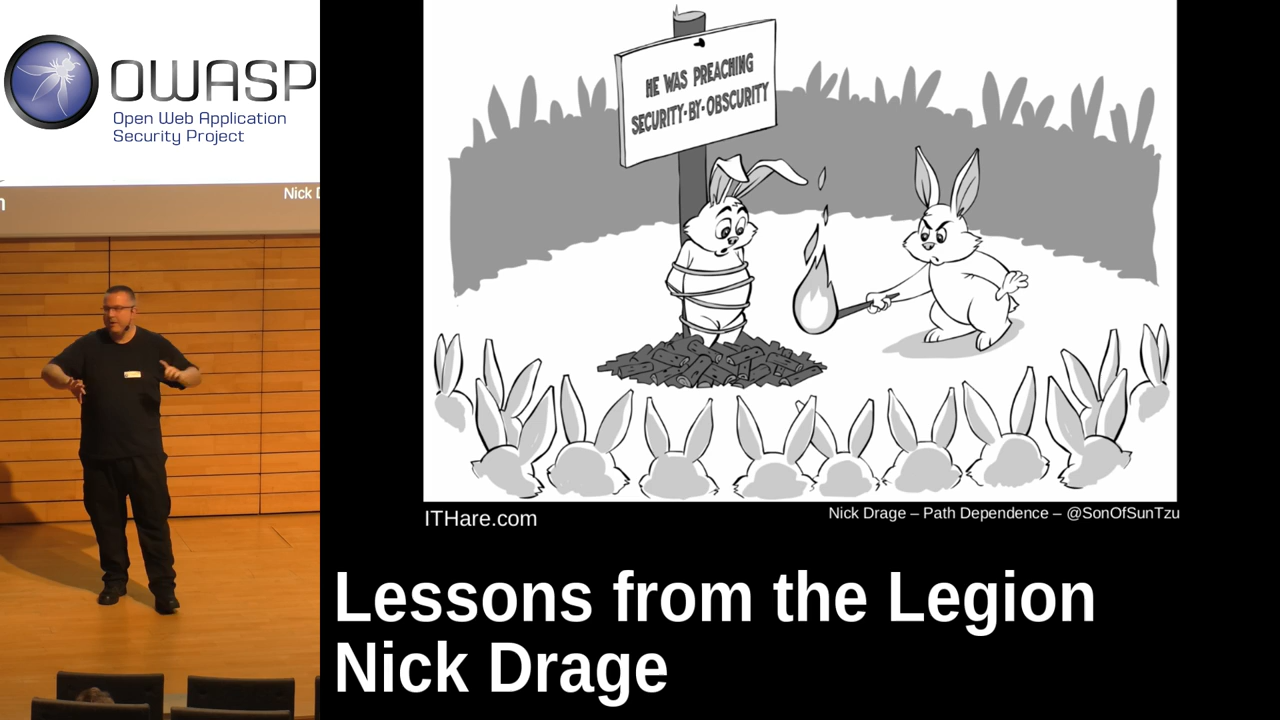 OWASP
Open Web Application
Security Project
Nick D
HE WAS PREACHING
SECURITY-BY-OBSCURITY
ITHare.com
Nick Drage – Path Dependence – @SonOfSunTzu
Lessons from the Legion
Nick Drage